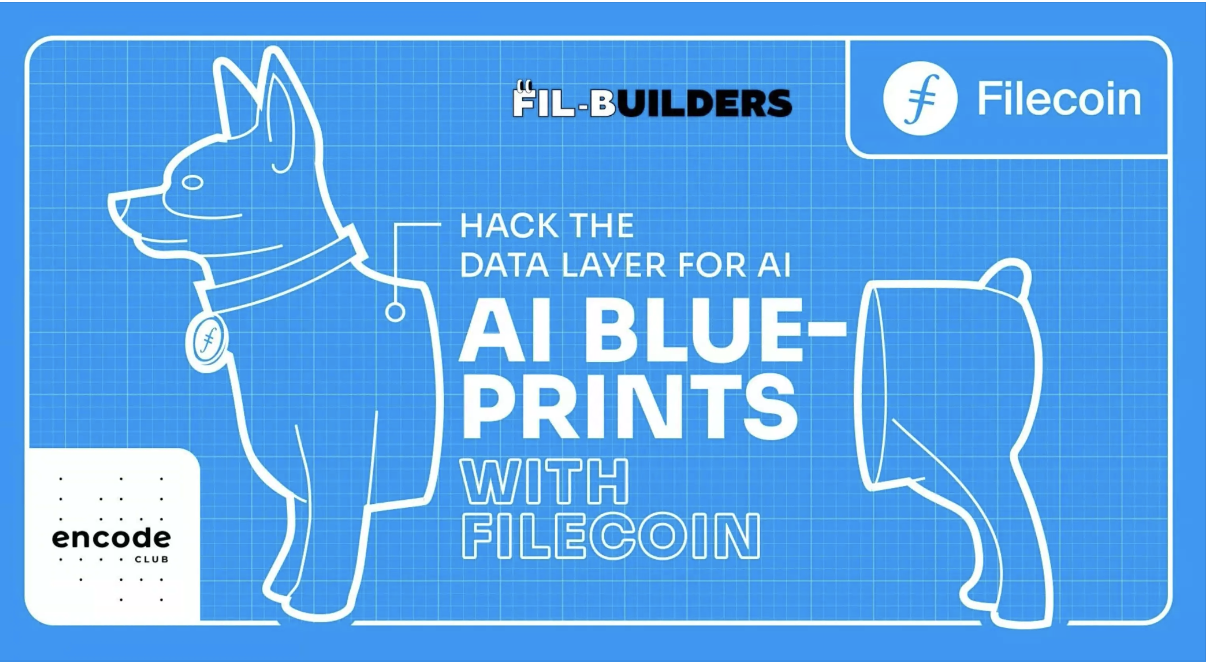 FIL-BUILDERS
Filecoin
HACK THE
DATA LAYER FOR AI
AI BLUE-
PRINTS
WITH
FILECOIN
encode
CLUB